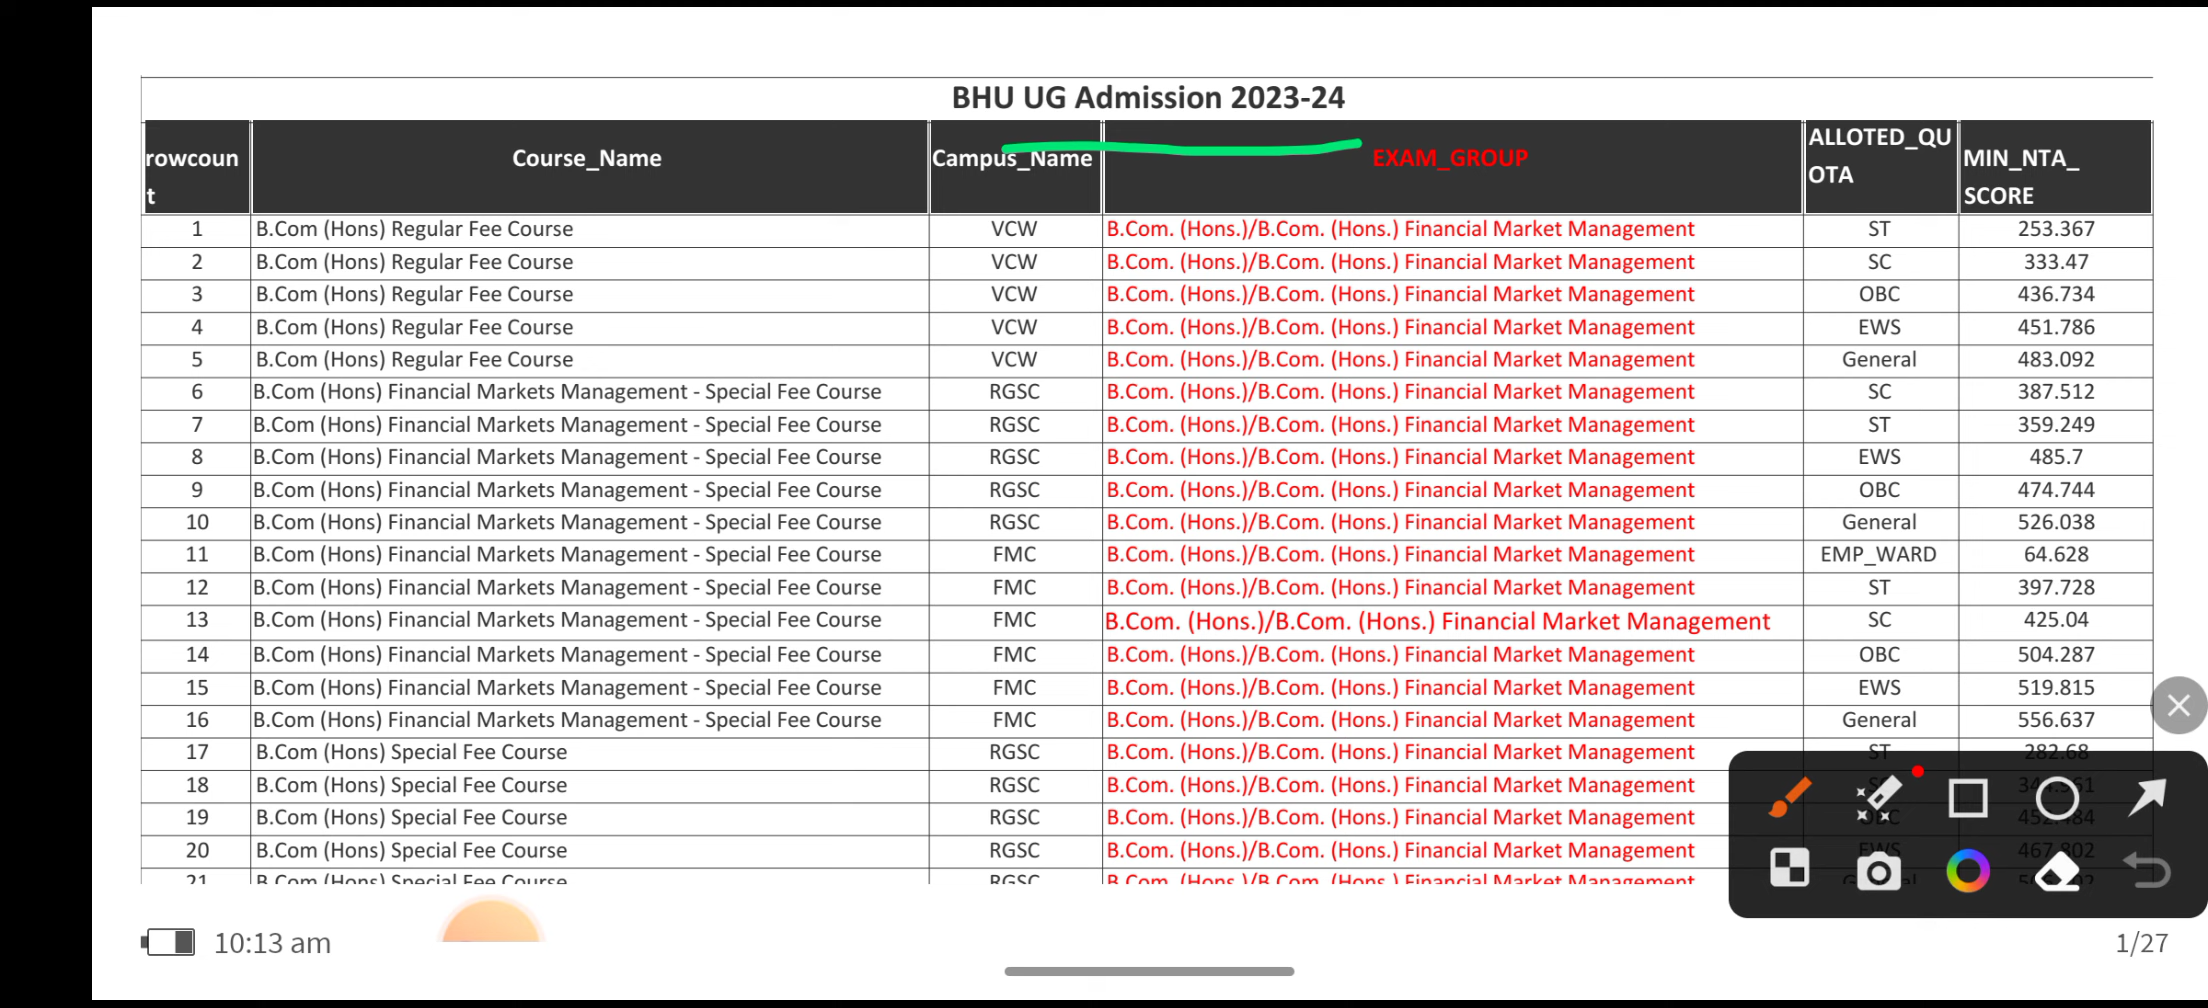 BHU UG Admission 2023-24
rowcount Course_Name Campus_Name EXAM_GROUP ALLOTED_QUOTA MIN_NTA_SCORE
1 B.Com (Hons) Regular Fee Course VCW B.Com. (Hons.)/B.Com. (Hons.) Financial Market Management ST 253.367
2 B.Com (Hons) Regular Fee Course VCW B.Com. (Hons.)/B.Com. (Hons.) Financial Market Management SC 333.47
3 B.Com (Hons) Regular Fee Course VCW B.Com. (Hons.)/B.Com. (Hons.) Financial Market Management OBC 436.734
4 B.Com (Hons) Regular Fee Course VCW B.Com. (Hons.)/B.Com. (Hons.) Financial Market Management EWS 451.786
5 B.Com (Hons) Regular Fee Course VCW B.Com. (Hons.)/B.Com. (Hons.) Financial Market Management General 483.092
6 B.Com (Hons) Financial Markets Management - Special Fee Course RGSC B.Com. (Hons.)/B.Com. (Hons.) Financial Market Management SC 387.512
7 B.Com (Hons) Financial Markets Management - Special Fee Course RGSC B.Com. (Hons.)/B.Com. (Hons.) Financial Market Management ST 359.249
8 B.Com (Hons) Financial Markets Management - Special Fee Course RGSC B.Com. (Hons.)/B.Com. (Hons.) Financial Market Management EWS 485.7
9 B.Com (Hons) Financial Markets Management - Special Fee Course RGSC B.Com. (Hons.)/B.Com. (Hons.) Financial Market Management OBC 474.744
10 B.Com (Hons) Financial Markets Management - Special Fee Course RGSC B.Com. (Hons.)/B.Com. (Hons.) Financial Market Management General 526.038
11 B.Com (Hons) Financial Markets Management - Special Fee Course FMC B.Com. (Hons.)/B.Com. (Hons.) Financial Market Management EMP_WARD 64.628
12 B.Com (Hons) Financial Markets Management - Special Fee Course FMC B.Com. (Hons.)/B.Com. (Hons.) Financial Market Management ST 397.728
13 B.Com (Hons) Financial Markets Management - Special Fee Course FMC B.Com. (Hons.)/B.Com. (Hons.) Financial Market Management SC 425.04
14 B.Com (Hons) Financial Markets Management - Special Fee Course FMC B.Com. (Hons.)/B.Com. (Hons.) Financial Market Management OBC 504.287
15 B.Com (Hons) Financial Markets Management - Special Fee Course FMC B.Com. (Hons.)/B.Com. (Hons.) Financial Market Management EWS 519.815
16 B.Com (Hons) Financial Markets Management - Special Fee Course FMC B.Com. (Hons.)/B.Com. (Hons.) Financial Market Management General 556.637
17 B.Com (Hons) Special Fee Course RGSC B.Com. (Hons.)/B.Com. (Hons.) Financial Market Management ST 282.68
18 B.Com (Hons) Special Fee Course RGSC B.Com. (Hons.)/B.Com. (Hons.) Financial Market Management
19 B.Com (Hons) Special Fee Course RGSC B.Com. (Hons.)/B.Com. (Hons.) Financial Market Management
20 B.Com (Hons) Special Fee Course RGSC B.Com. (Hons.)/B.Com. (Hons.) Financial Market Management EWS
21 B.Com (Hons) Special Fee Course RGSC B.Com. (Hons.)/B.Com. (Hons.) Financial Market Management
10:13 am 1/27